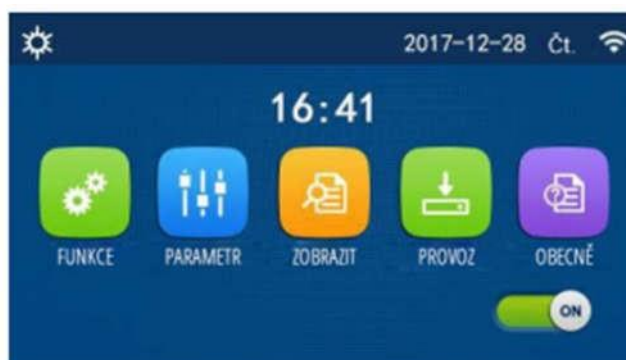 2017-12-28 Čt.
16:41
FUNKCE PARAMETR ZOBRAZIT PROVOZ OBECNĚ
ON